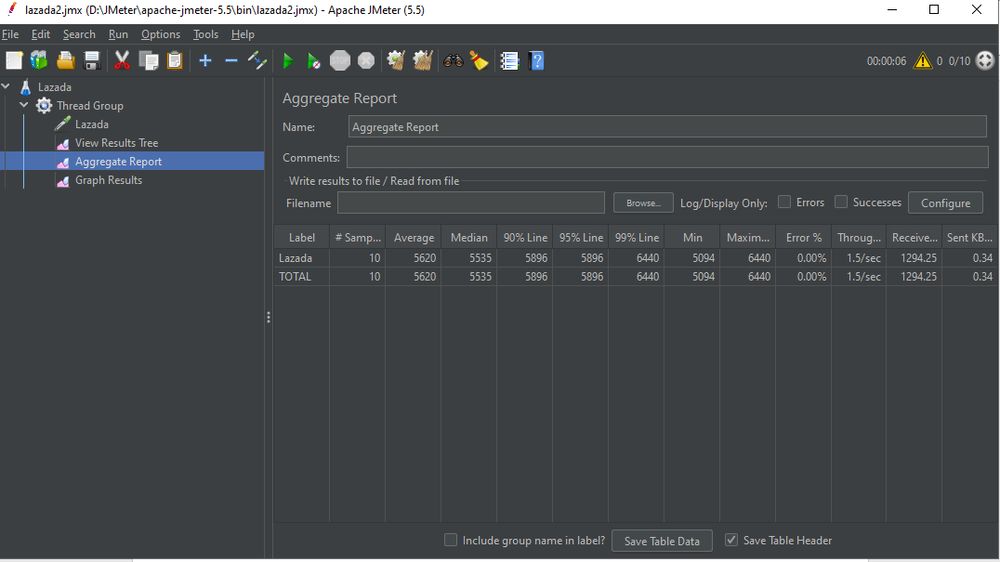 lazada2.jmx (D:\JMeter\apache-jmeter-5.5\bin\lazada2.jmx) - Apache JMeter (5.5)
File Edit Search Run Options Tools Help
STOP 00:00:06 0 0/10
Lazada
Thread Group
Lazada
View Results Tree
Aggregate Report
Graph Results
Aggregate Report
Name: Aggregate Report
Comments:
Write results to file / Read from file
Filename Browse... Log/Display Only: Errors Successes Configure
Label # Samp... Average Median 90% Line 95% Line 99% Line Min Maxim... Error % Throug... Receive... Sent KB...
Lazada 10 5620 5535 5896 5896 6440 5094 6440 0.00% 1.5/sec 1294.25 0.34
TOTAL 10 5620 5535 5896 5896 6440 5094 6440 0.00% 1.5/sec 1294.25 0.34
Include group name in label? Save Table Data Save Table Header